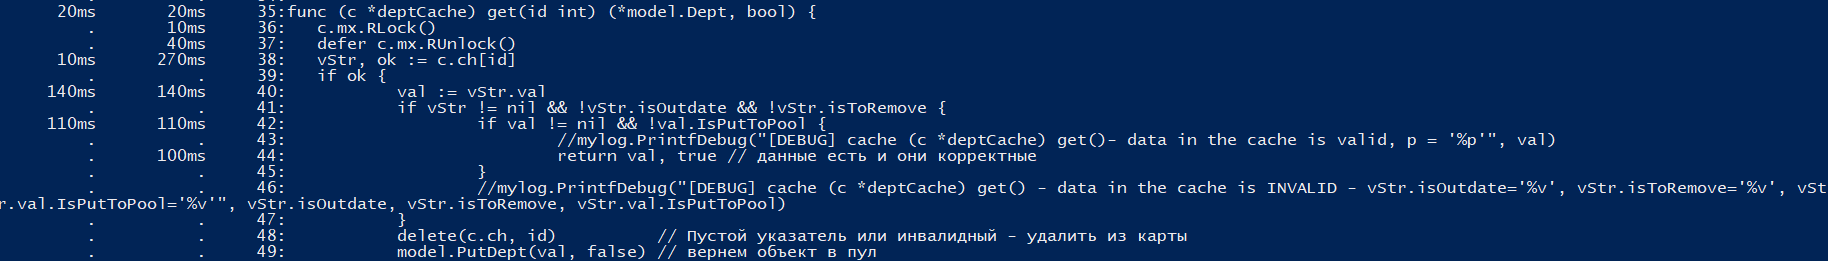 20ms 20ms 35:func (c *deptCache) get(id int) (*model.Dept, bool) {
. 10ms 36: c.mx.RLock()
. 40ms 37: defer c.mx.RUnlock()
10ms 270ms 38: vStr, ok := c.ch[id]
. . 39: if ok {
140ms 140ms 40: val := vStr.val
. . 41: if vStr != nil && !vStr.isOutdate && !vStr.isToRemove {
110ms 110ms 42: if val != nil && !val.IsPutToPool {
. . 43: //mylog.PrintfDebug("[DEBUG] cache (c *deptCache) get()- data in the cache is valid, p = '%p'", val)
. 100ms 44: return val, true // данные есть и они корректные
. . 45: }
. . 46: //mylog.PrintfDebug("[DEBUG] cache (c *deptCache) get() - data in the cache is INVALID - vStr.isOutdate='%v', vStr.isToRemove='%v', vSt
r.val.IsPutToPool='%v'", vStr.isOutdate, vStr.isToRemove, vStr.val.IsPutToPool)
. . 47: }
. . 48: delete(c.ch, id) // Пустой указатель или инвалидный - удалить из карты
. . 49: model.PutDept(val, false) // вернем объект в пул